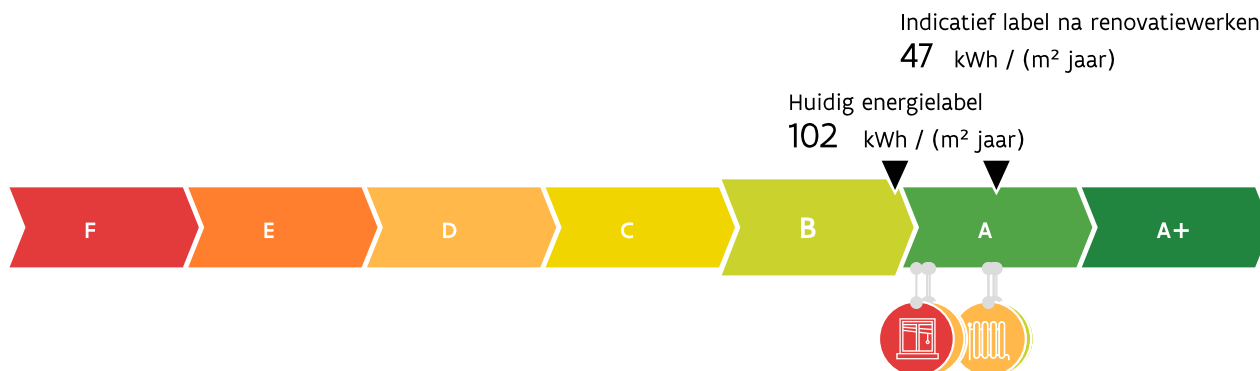 Indicatief label na renovatiewerken
47 kWh / (m² jaar)
Huidig energielabel
102 kWh / (m² jaar)
F E D C B A A+